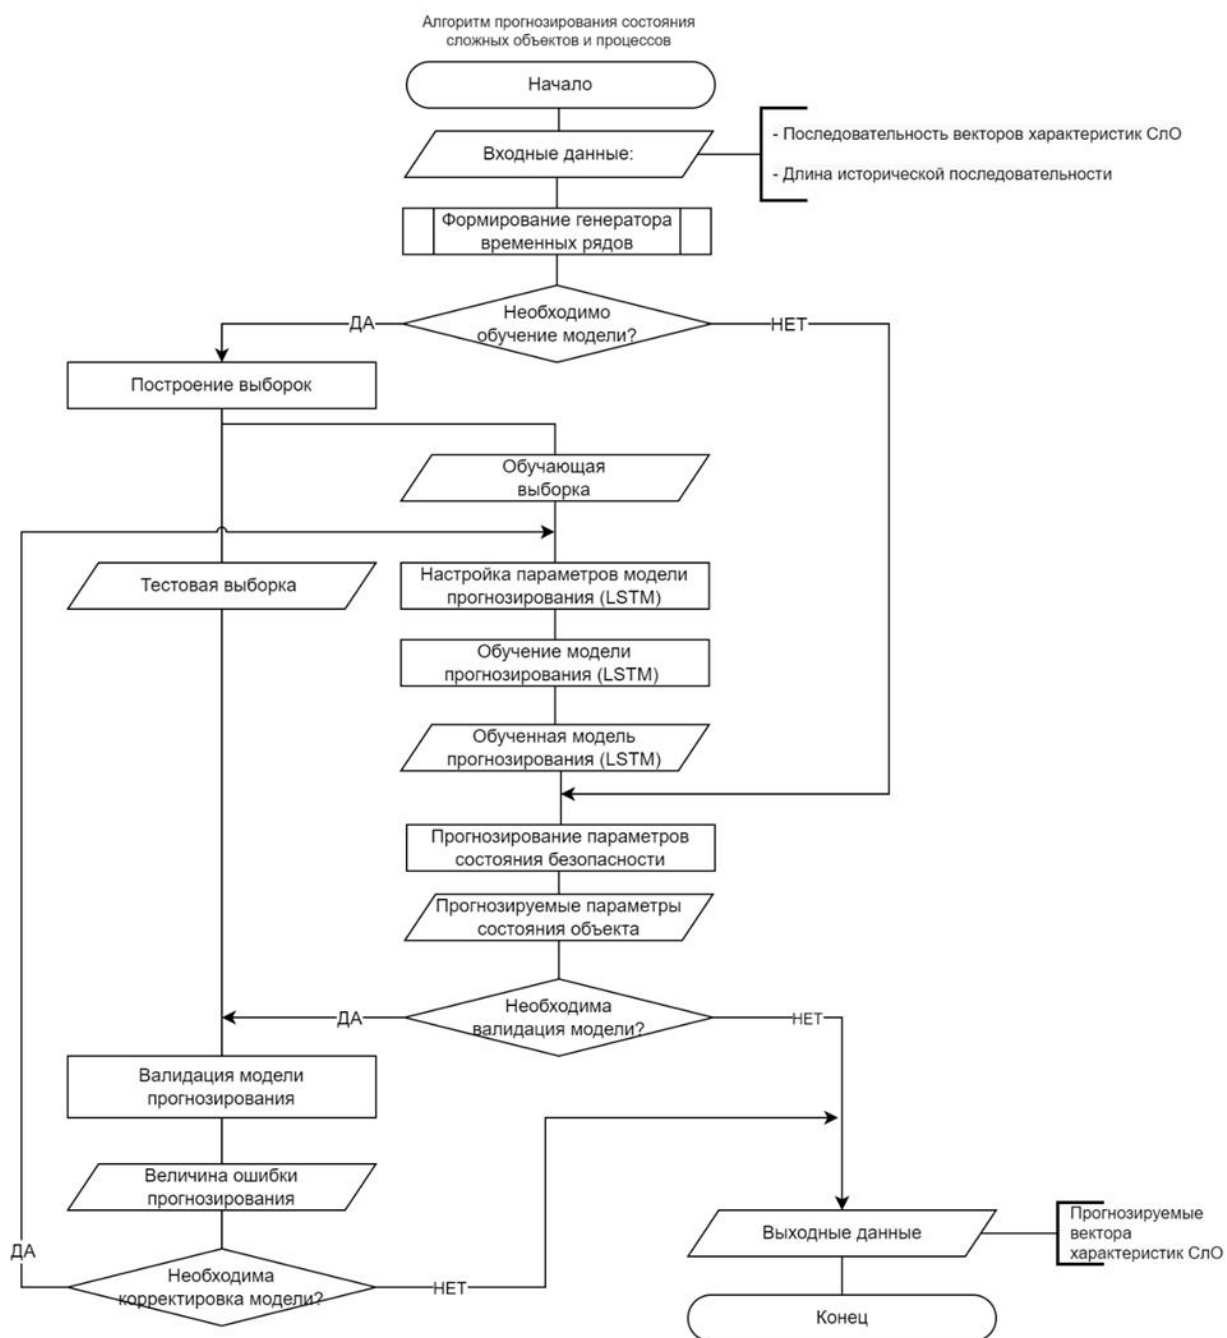 Алгоритм прогнозирования состояния
сложных объектов и процессов
Начало
Входные данные:
- Последовательность векторов характеристик СлО
- Длина исторической последовательности
Формирование генератора
временных рядов
Необходимо
обучение модели?
ДА
НЕТ
Построение выборок
Обучающая
выборка
Тестовая выборка
Настройка параметров модели
прогнозирования (LSTM)
Обучение модели
прогнозирования (LSTM)
Обученная модель
прогнозирования (LSTM)
Прогнозирование параметров
состояния безопасности
Прогнозируемые параметры
состояния объекта
Необходима
валидация модели?
ДА
НЕТ
Валидация модели
прогнозирования
Величина ошибки
прогнозирования
Необходима
корректировка модели?
ДА
НЕТ
Выходные данные
Прогнозируемые
вектора
характеристик СлО
Конец